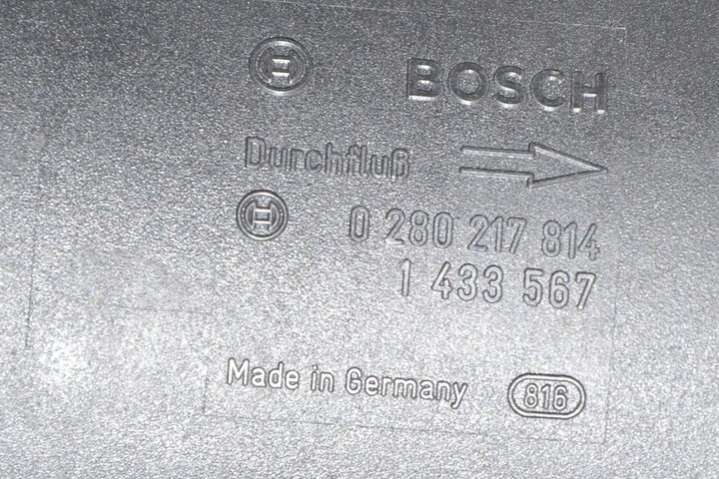 BOSCH
Durchfluß
0 280 217 814
1 433 567
Made in Germany 816